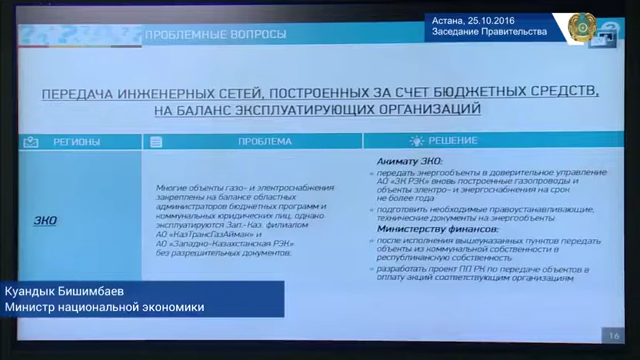 Астана, 25.10.2016
Заседание Правительства
ПРОБЛЕМНЫЕ ВОПРОСЫ
ПЕРЕДАЧА ИНЖЕНЕРНЫХ СЕТЕЙ, ПОСТРОЕННЫХ ЗА СЧЕТ БЮДЖЕТНЫХ СРЕДСТВ,
НА БАЛАНС ЭКСПЛУАТИРУЮЩИХ ОРГАНИЗАЦИЙ
РЕГИОНЫ
ПРОБЛЕМА
РЕШЕНИЕ
ЗКО
Многие объекты газо- и электроснабжения
закреплены на балансе областных
администраторов бюджетных программ и
коммунальных юридических лиц, однако
эксплуатируются Зап.-Каз. филиалом
АО «КазТрансГазАймак» и
АО «Западно-Казахстанская РЭК»
без разрешительных документов.
Акимату ЗКО:
передать энергообъекты в доверительное управление
АО «ЗК РЭК» вновь построенные газопроводы и
объекты электро- и энергоснабжения на срок
не более года
подготовить необходимые правоустанавливающие,
технические документы на энергообъекты
Министерству финансов:
после исполнения вышеуказанных пунктов передать
объекты из коммунальной собственности в
республиканскую собственность
разработать проект ПП РК по передаче объектов в
оплату акций соответствующим организациям
Куандык Бишимбаев
Министр национальной экономики
16